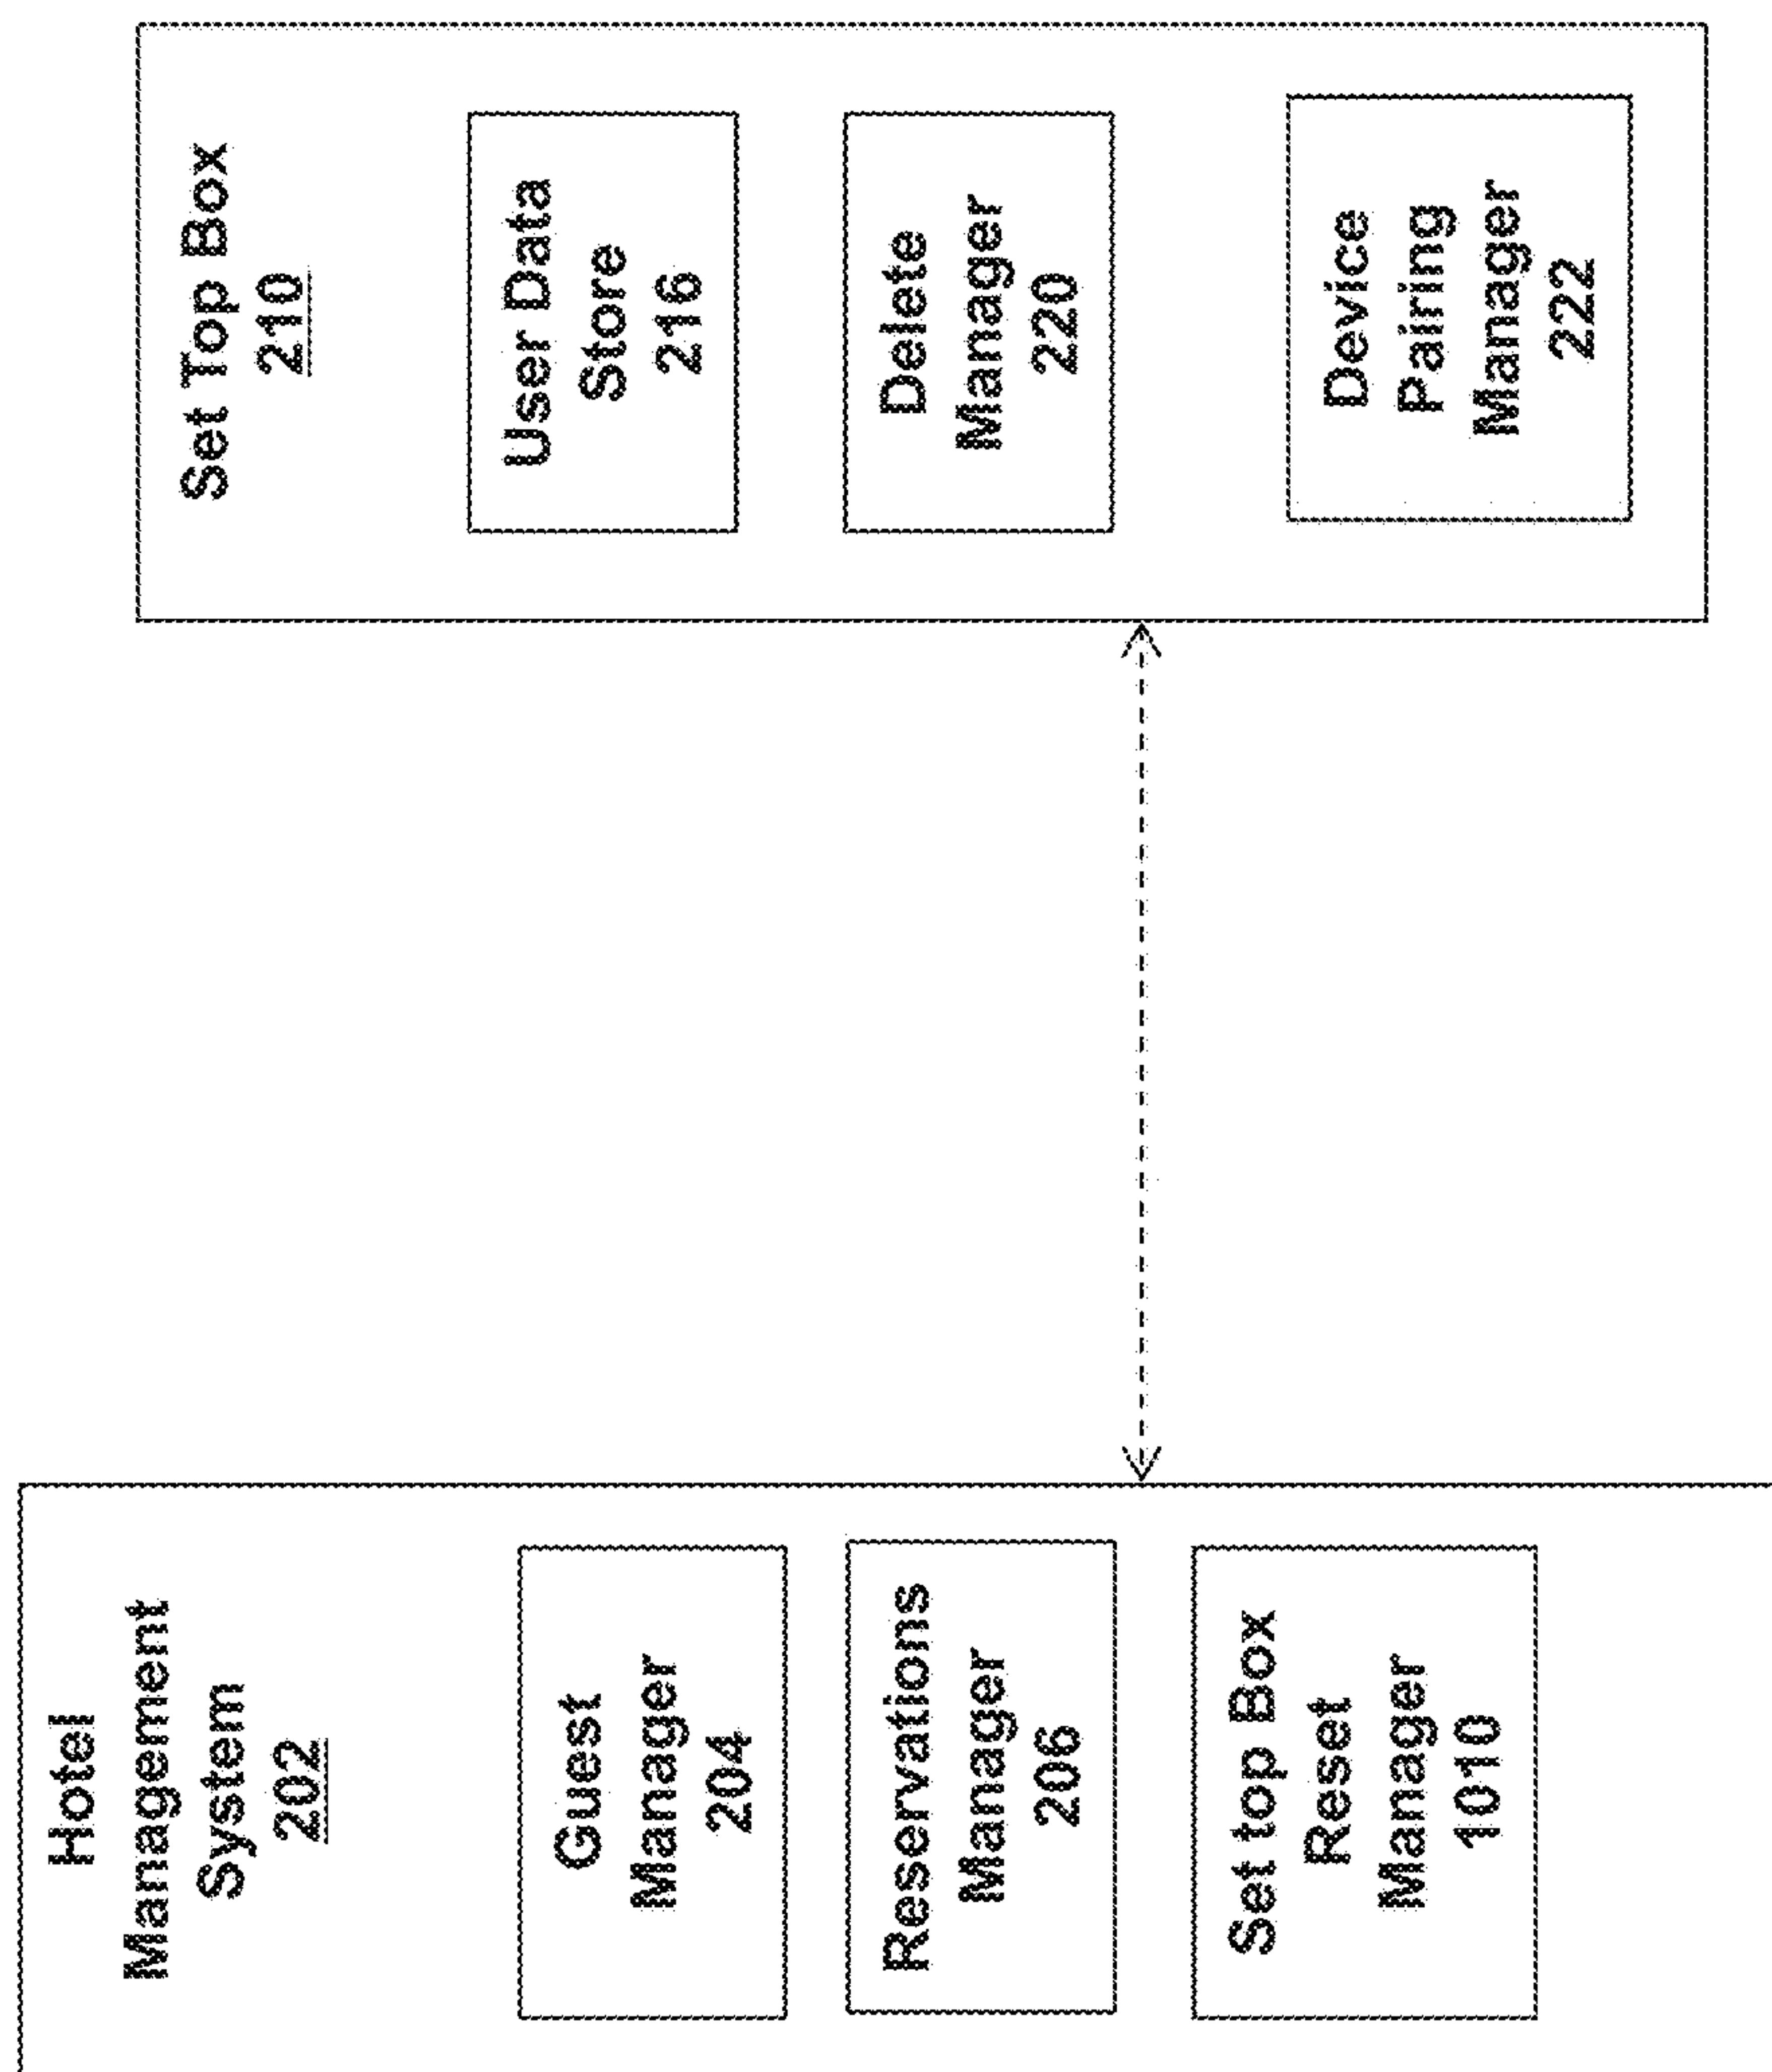 Hotel
Management
System
202
Guest
Manager
204
Reservations
Manager
206
Set top Box
Reset
Manager
1010
Set Top Box
210
User Data
Store
216
Delete
Manager
220
Device
Pairing
Manager
222